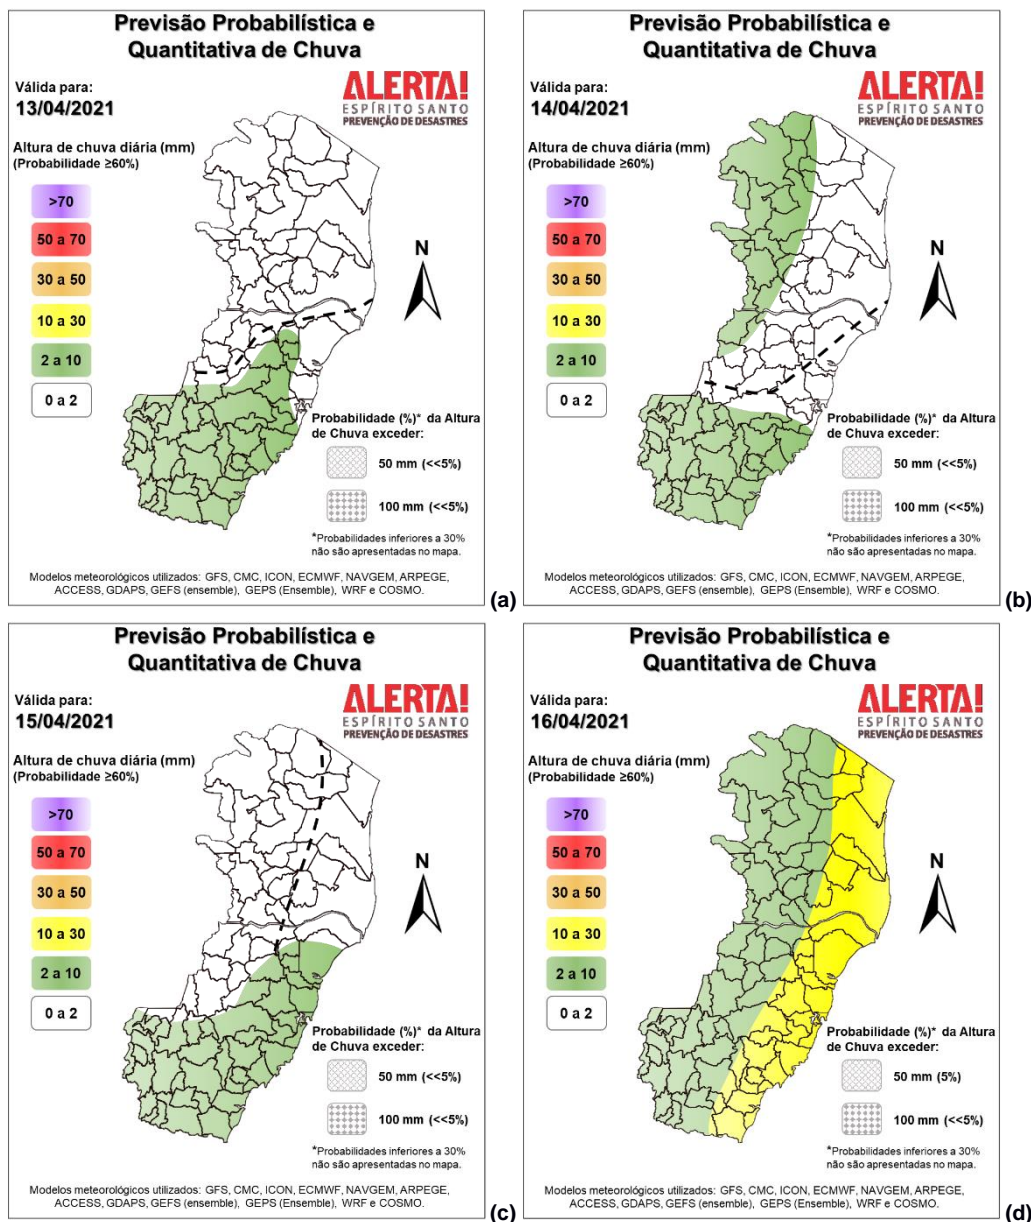 Previsão Probabilística e
Quantitativa de Chuva
Válida para:
13/04/2021
ALERTA!
ESPÍRITO SANTO
PREVENÇÃO DE DESASTRES
Altura de chuva diária (mm)
(Probabilidade ≥60%)
>70
50 a 70
30 a 50
10 a 30
2 a 10
0 a 2
N
Probabilidade (%)* da Altura
de Chuva exceder:
50 mm (<<5%)
100 mm (<<5%)
*Probabilidades inferiores a 30%
não são apresentadas no mapa.
Modelos meteorológicos utilizados: GFS, CMC, ICON, ECMWF, NAVGEM, ARPEGE,
ACCESS, GDAPS, GEFS (ensemble), GEPS (Ensemble), WRF e COSMO.
(a)
Previsão Probabilística e
Quantitativa de Chuva
Válida para:
14/04/2021
ALERTA!
ESPÍRITO SANTO
PREVENÇÃO DE DESASTRES
Altura de chuva diária (mm)
(Probabilidade ≥60%)
>70
50 a 70
30 a 50
10 a 30
2 a 10
0 a 2
N
Probabilidade (%)* da Altura
de Chuva exceder:
50 mm (<<5%)
100 mm (<<5%)
*Probabilidades inferiores a 30%
não são apresentadas no mapa.
Modelos meteorológicos utilizados: GFS, CMC, ICON, ECMWF, NAVGEM, ARPEGE,
ACCESS, GDAPS, GEFS (ensemble), GEPS (Ensemble), WRF e COSMO.
(b)
Previsão Probabilística e
Quantitativa de Chuva
Válida para:
15/04/2021
ALERTA!
ESPÍRITO SANTO
PREVENÇÃO DE DESASTRES
Altura de chuva diária (mm)
(Probabilidade ≥60%)
>70
50 a 70
30 a 50
10 a 30
2 a 10
0 a 2
N
Probabilidade (%)* da Altura
de Chuva exceder:
50 mm (<<5%)
100 mm (<<5%)
*Probabilidades inferiores a 30%
não são apresentadas no mapa.
Modelos meteorológicos utilizados: GFS, CMC, ICON, ECMWF, NAVGEM, ARPEGE,
ACCESS, GDAPS, GEFS (ensemble), GEPS (Ensemble), WRF e COSMO.
(c)
Previsão Probabilística e
Quantitativa de Chuva
Válida para:
16/04/2021
ALERTA!
ESPÍRITO SANTO
PREVENÇÃO DE DESASTRES
Altura de chuva diária (mm)
(Probabilidade ≥60%)
>70
50 a 70
30 a 50
10 a 30
2 a 10
0 a 2
N
Probabilidade (%)* da Altura
de Chuva exceder:
50 mm (5%)
100 mm (<<5%)
*Probabilidades inferiores a 30%
não são apresentadas no mapa.
Modelos meteorológicos utilizados: GFS, CMC, ICON, ECMWF, NAVGEM, ARPEGE,
ACCESS, GDAPS, GEFS (ensemble), GEPS (Ensemble), WRF e COSMO.
(d)